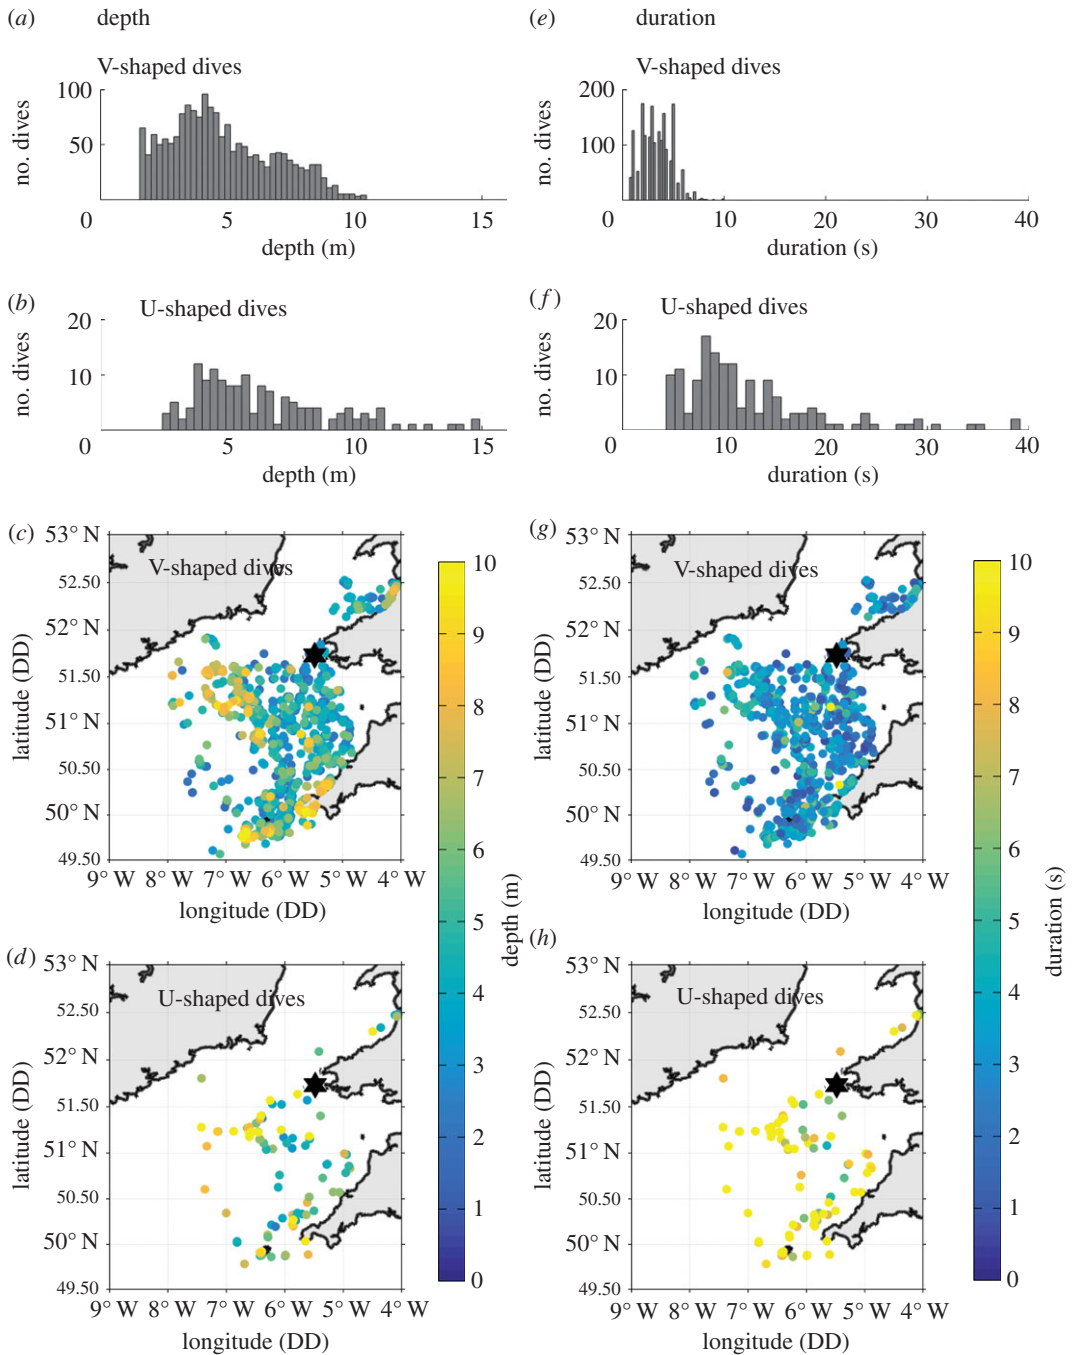 (a) depth
V-shaped dives
no. dives
100
50
0 5 10 15
depth (m)
(b) U-shaped dives
no. dives
20
10
0 5 10 15
depth (m)
(c) V-shaped dives
latitude (DD)
53° N
52.50
52° N
51.50
51° N
50.50
50° N
49.50
9° W 8° W 7° W 6° W 5° W 4° W
longitude (DD)
(d) U-shaped dives
latitude (DD)
53° N
52.50
52° N
51.50
51° N
50.50
50° N
49.50
9° W 8° W 7° W 6° W 5° W 4° W
longitude (DD)
10
9
8
7
6
5
4
3
2
1
0
depth (m)
(e) duration
V-shaped dives
no. dives
200
100
0 10 20 30 40
duration (s)
(f) U-shaped dives
no. dives
20
10
0 10 20 30 40
duration (s)
(g) V-shaped dives
latitude (DD)
53° N
52.50
52° N
51.50
51° N
50.50
50° N
49.50
9° W 8° W 7° W 6° W 5° W 4° W
longitude (DD)
(h) U-shaped dives
latitude (DD)
53° N
52.50
52° N
51.50
51° N
50.50
50° N
49.50
9° W 8° W 7° W 6° W 5° W 4° W
longitude (DD)
10
9
8
7
6
5
4
3
2
1
0
duration (s)